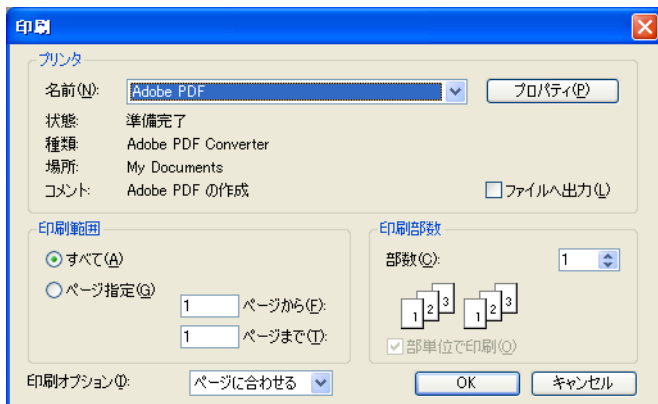 印刷
プリンタ
名前(N): Adobe PDF プロパティ(P)
状態: 準備完了
種類: Adobe PDF Converter
場所: My Documents
コメント: Adobe PDF の作成 ファイルへ出力(L)
印刷範囲
すべて(A)
ページ指定(G)
1 ページから(F):
1 ページまで(T):
印刷部数
部数(C): 1
1 2 3 1 2 3
部単位で印刷(O)
印刷オプション(I): ページに合わせる OK キャンセル